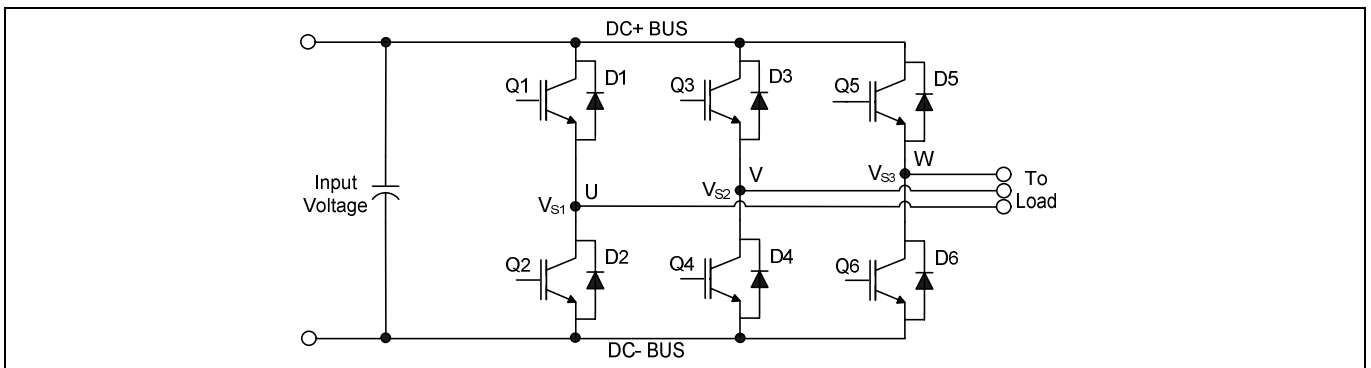 DC+ BUS
Q1 D1 Q3 D3 Q5 D5
Input
Voltage
VS1 U VS2 V VS3 W
To
Load
Q2 D2 Q4 D4 Q6 D6
DC- BUS